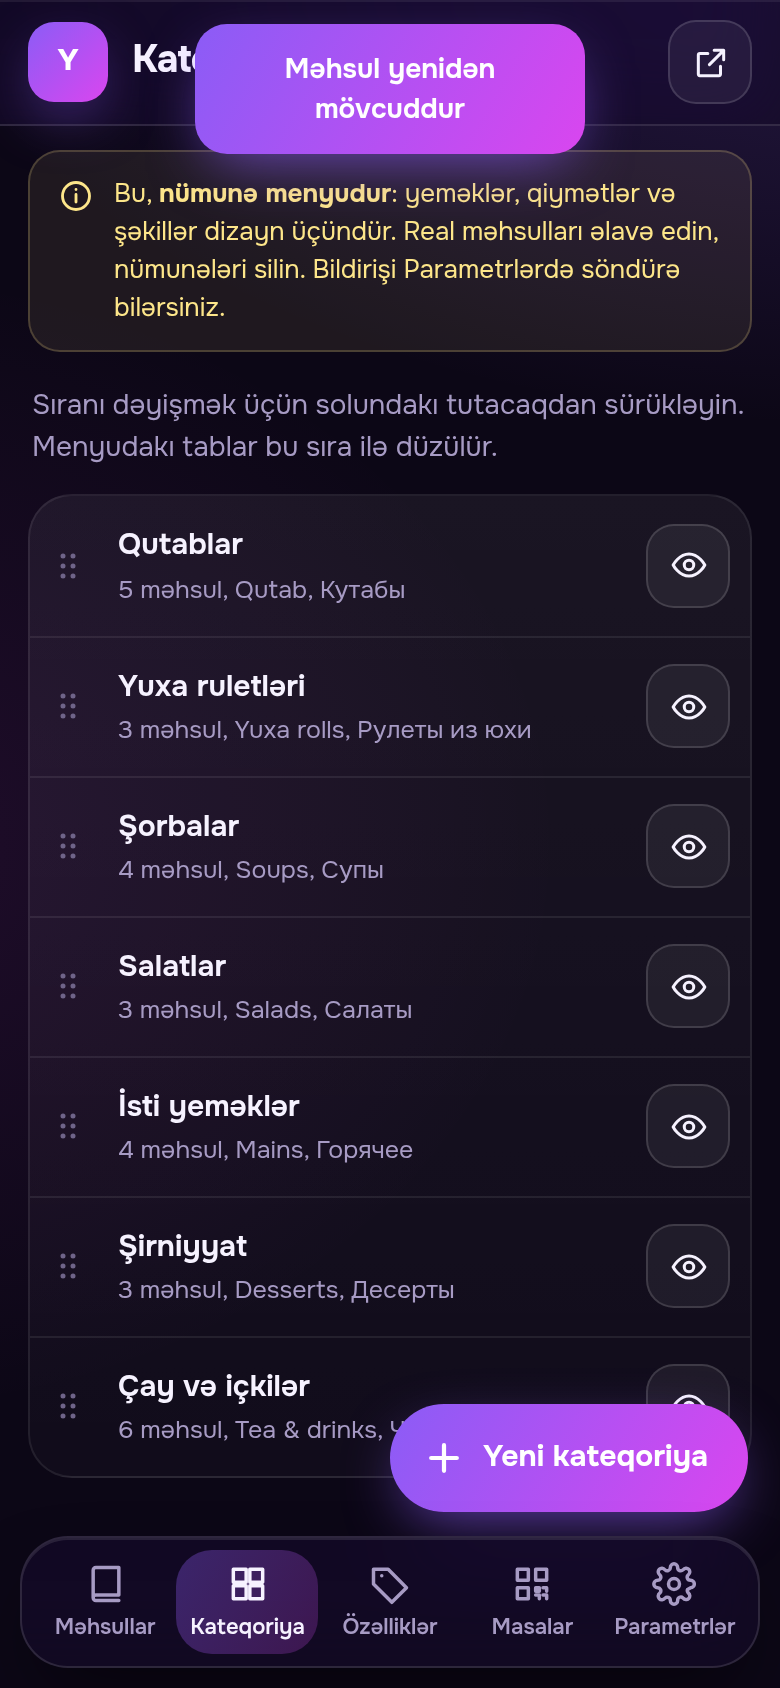 Y
Məhsul yenidən
mövcuddur
Bu, nümunə menyudur: yeməklər, qiymətlər və
şəkillər dizayn üçündür. Real məhsulları əlavə edin,
nümunələri silin. Bildirişi Parametrlərdə söndürə
bilərsiniz.
Sıranı dəyişmək üçün solundakı tutacaqdan sürükləyin.
Menyudakı tablar bu sıra ilə düzülür.
Qutablar
5 məhsul, Qutab, Кутабы
Yuxa ruletləri
3 məhsul, Yuxa rolls, Рулеты из юхи
Şorbalar
4 məhsul, Soups, Супы
Salatlar
3 məhsul, Salads, Салаты
İsti yeməklər
4 məhsul, Mains, Горячее
Şirniyyat
3 məhsul, Desserts, Десерты
Çay və içkilər
6 məhsul, Tea & drinks,
Yeni kateqoriya
Məhsullar
Kateqoriya
Özəlliklər
Masalar
Parametrlər